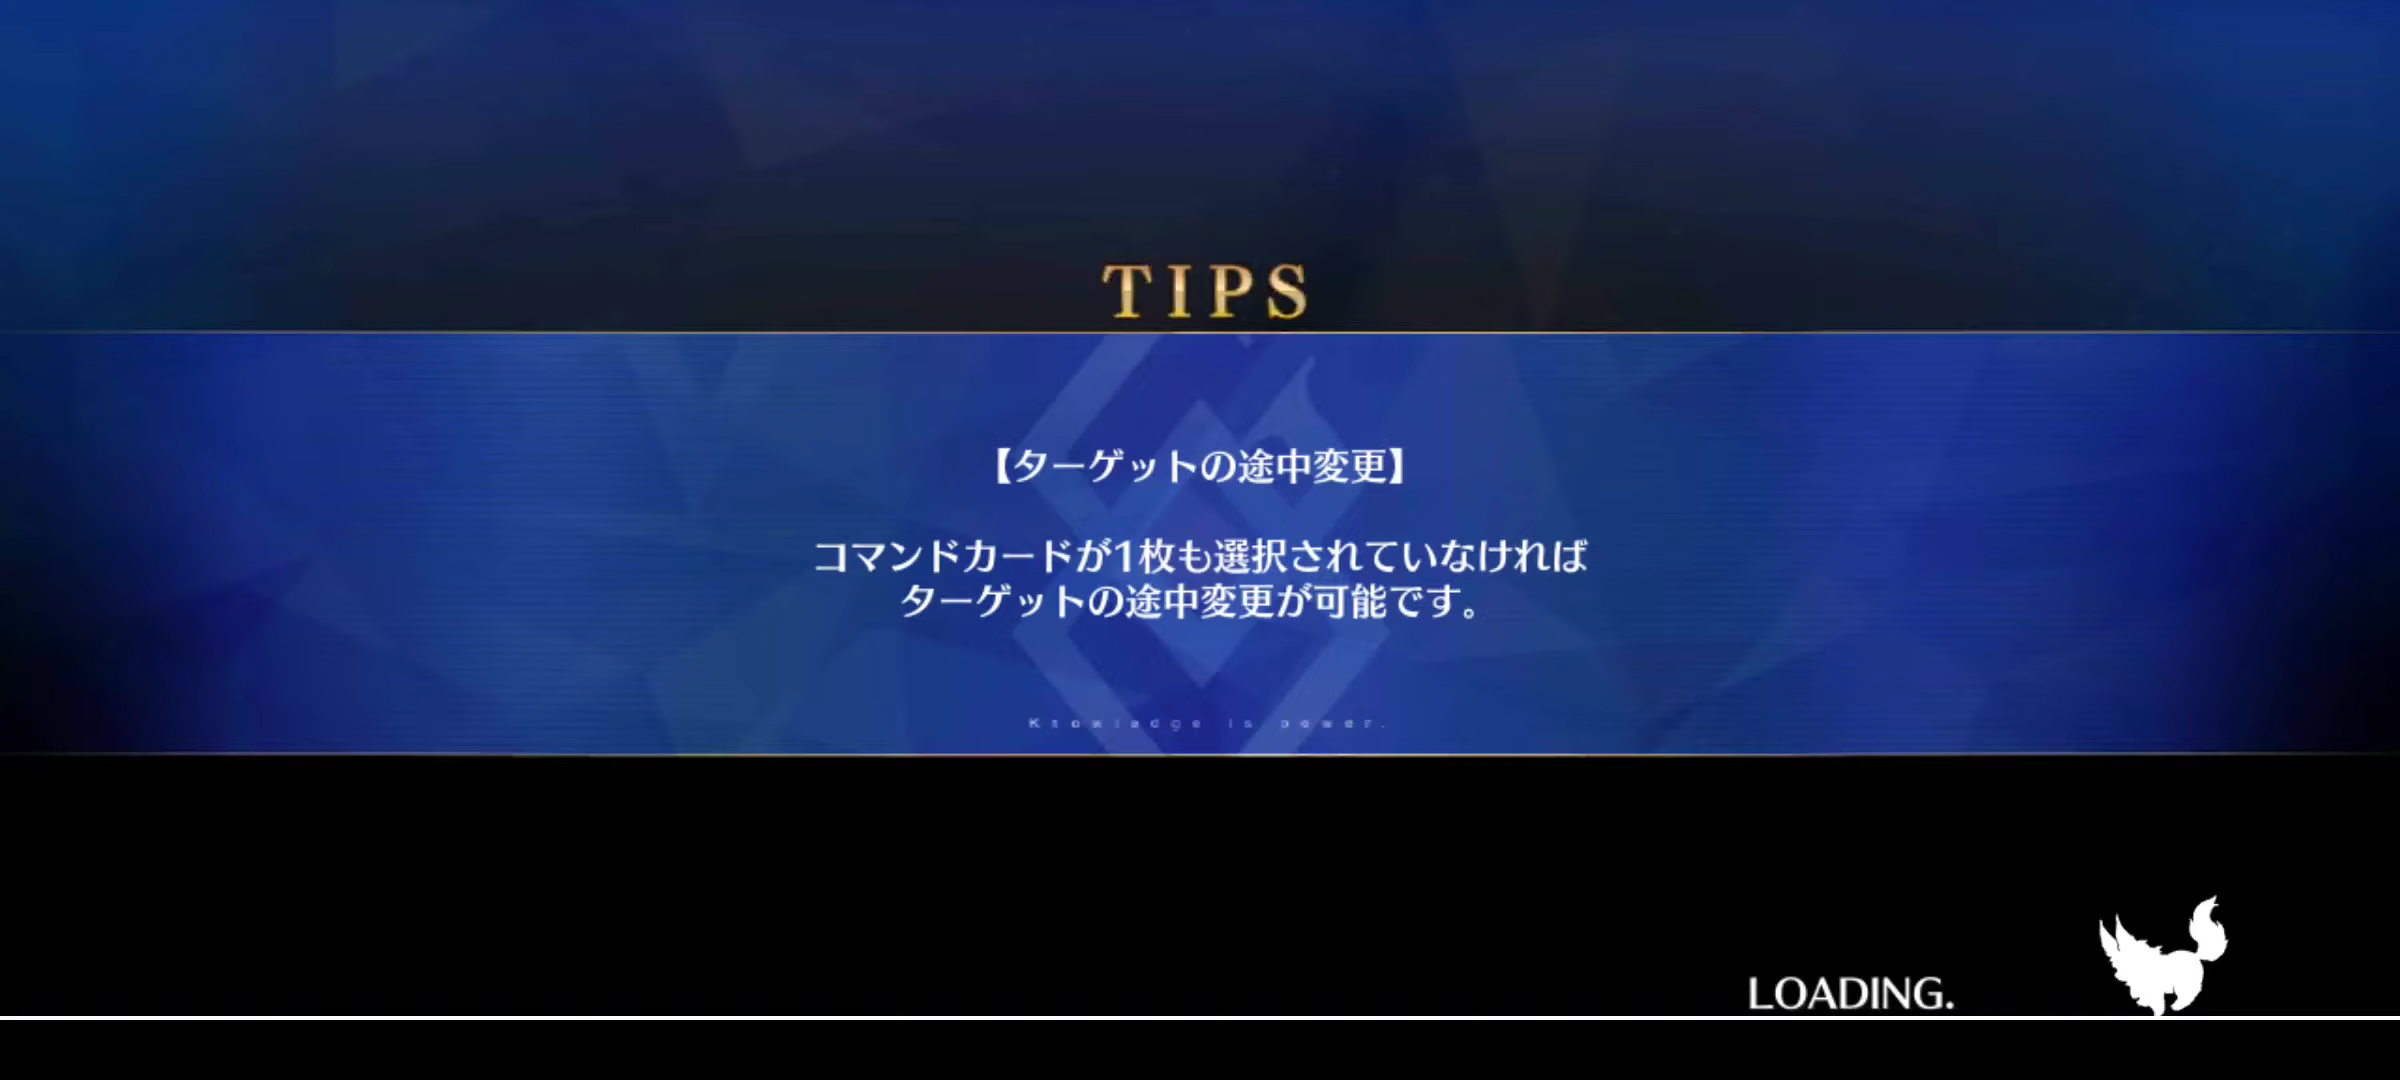 TIPS
【ターゲットの途中変更】
コマンドカードが1枚も選択されていなければ
ターゲットの途中変更が可能です。
Knowledge is power.
LOADING.